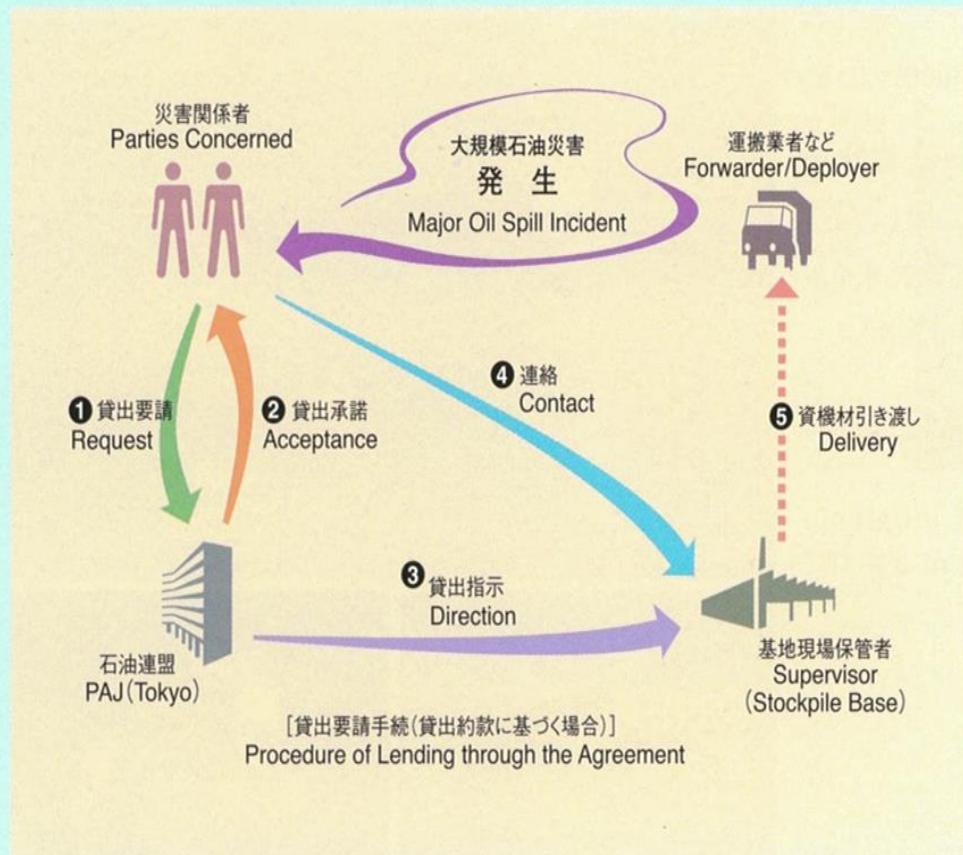 災害関係者
Parties Concerned
大規模石油災害
発 生
Major Oil Spill Incident
運搬業者など
Forwarder/Deployer
❶ 貸出要請
Request
❷ 貸出承諾
Acceptance
❹ 連絡
Contact
❺ 資機材引き渡し
Delivery
❸ 貸出指示
Direction
石油連盟
PAJ(Tokyo)
基地現場保管者
Supervisor
(Stockpile Base)
[貸出要請手続(貸出約款に基づく場合)]
Procedure of Lending through the Agreement